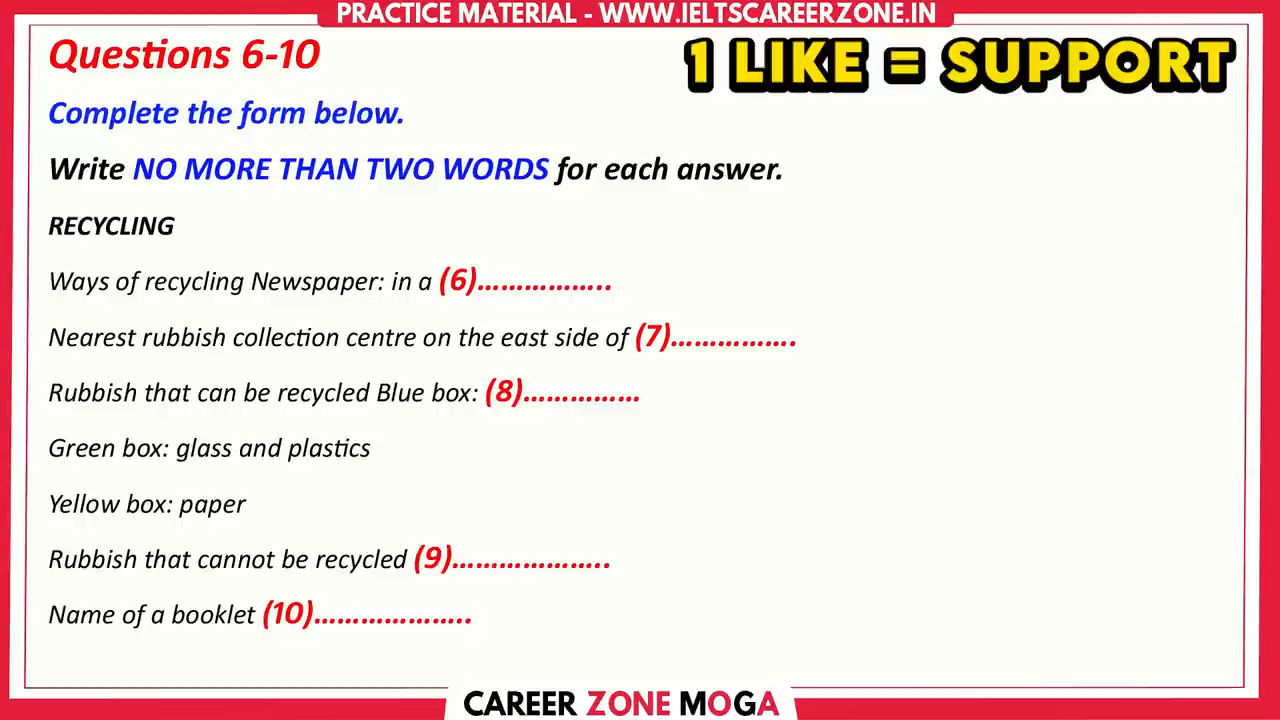 PRACTICE MATERIAL - WWW.IELTSCAREERZONE.IN
Questions 6-10
1 LIKE = SUPPORT
Complete the form below.
Write NO MORE THAN TWO WORDS for each answer.
RECYCLING
Ways of recycling Newspaper: in a (6)……………..
Nearest rubbish collection centre on the east side of (7)…………….
Rubbish that can be recycled Blue box: (8)……………
Green box: glass and plastics
Yellow box: paper
Rubbish that cannot be recycled (9)………………..
Name of a booklet (10)………………..
CAREER ZONE MOGA